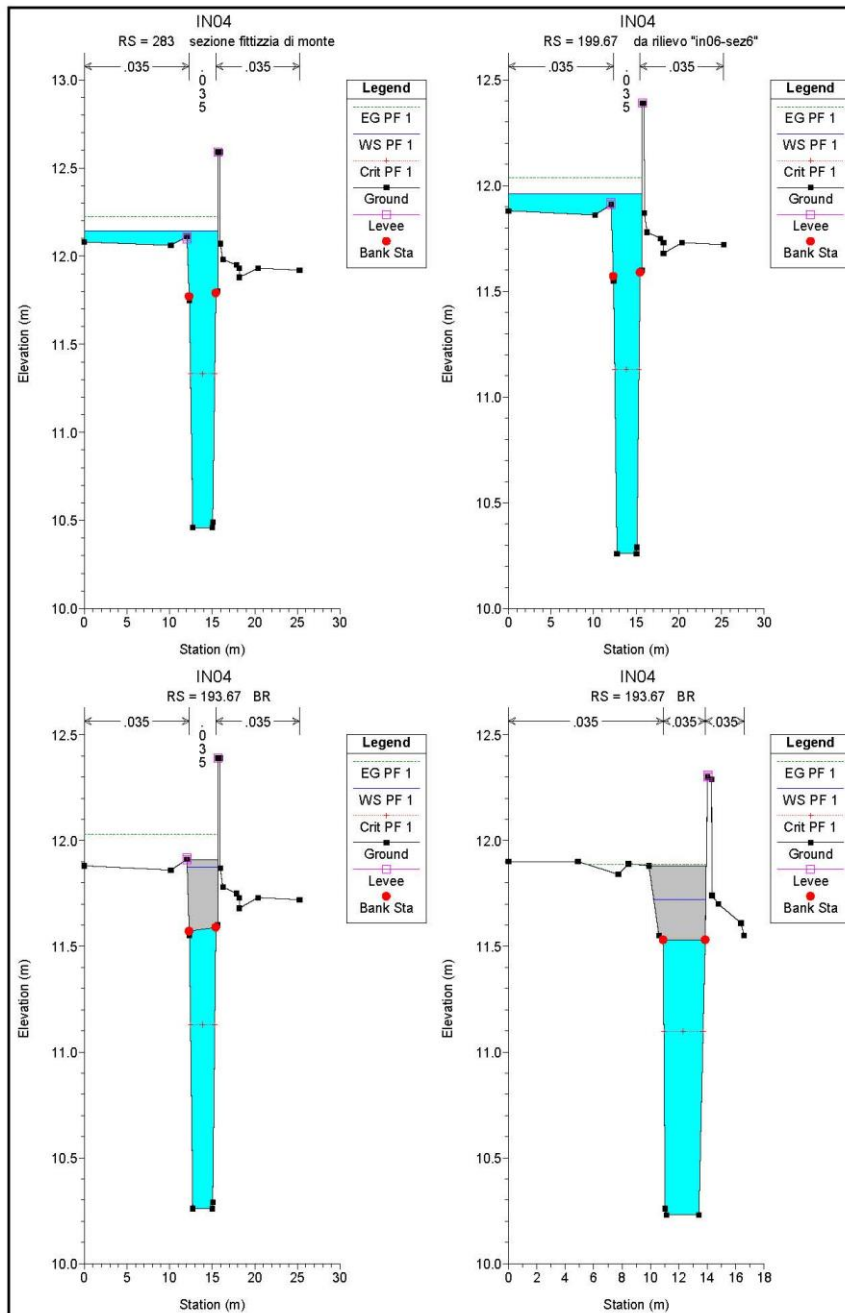 IN04
RS = 283 sezione fittizzia di monte
.035 .035 .035
Legend
EG PF 1
WS PF 1
Crit PF 1
Ground
Levee
Bank Sta
13.0
12.5
12.0
11.5
11.0
10.5
10.0
Elevation (m)
0 5 10 15 20 25 30
Station (m)
IN04
RS = 199.67 da rilievo "in06-sez6"
.035 .035 .035
Legend
EG PF 1
WS PF 1
Crit PF 1
Ground
Levee
Bank Sta
12.5
12.0
11.5
11.0
10.5
10.0
Elevation (m)
0 5 10 15 20 25 30
Station (m)
IN04
RS = 193.67 BR
.035 .035 .035
Legend
EG PF 1
WS PF 1
Crit PF 1
Ground
Levee
Bank Sta
12.5
12.0
11.5
11.0
10.5
10.0
Elevation (m)
0 5 10 15 20 25 30
Station (m)
IN04
RS = 193.67 BR
.035 .035 .035
Legend
EG PF 1
WS PF 1
Crit PF 1
Ground
Levee
Bank Sta
12.5
12.0
11.5
11.0
10.5
10.0
Elevation (m)
0 2 4 6 8 10 12 14 16 18
Station (m)